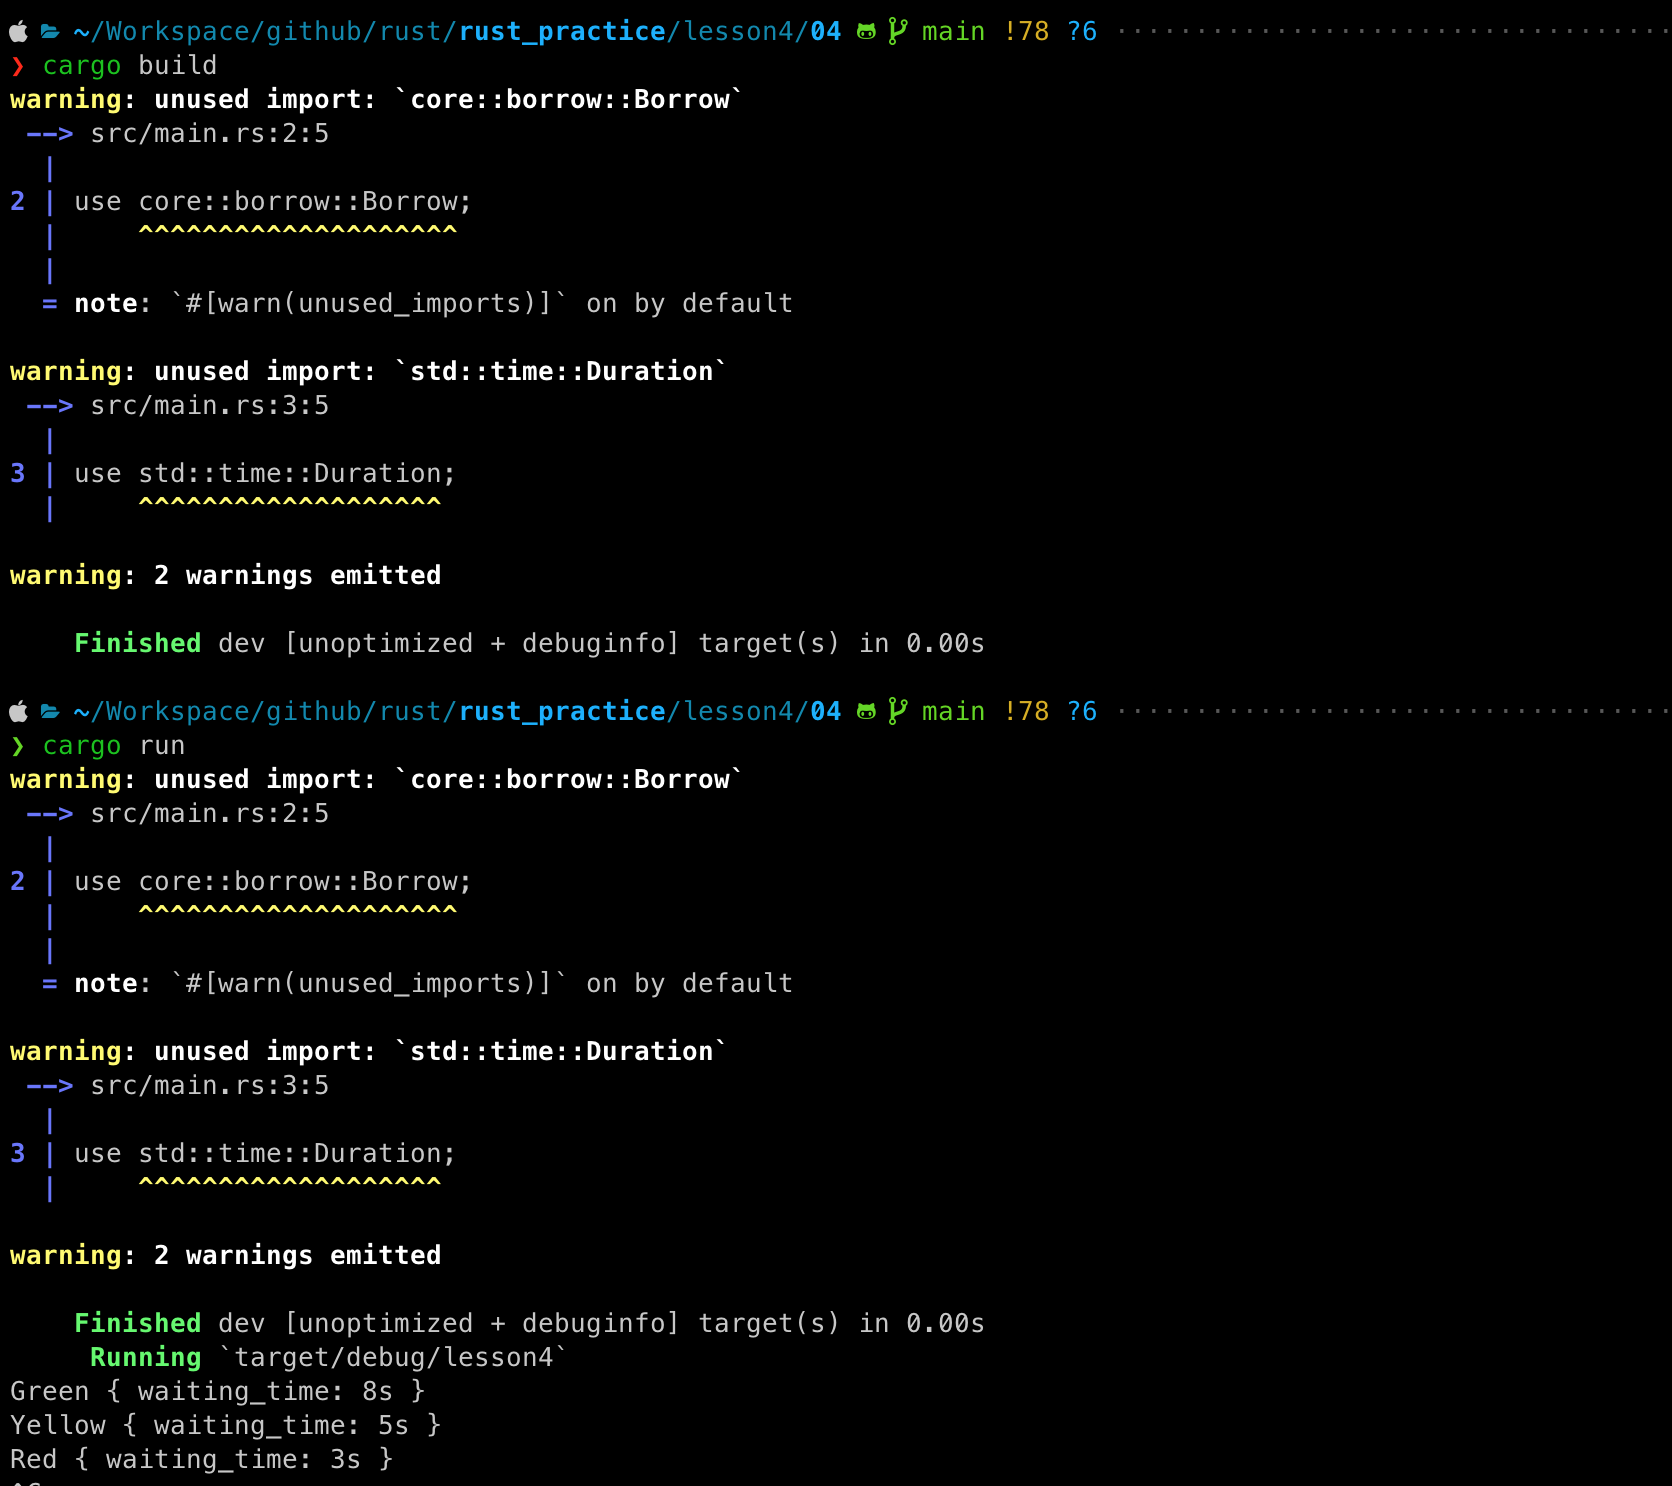 ~/Workspace/github/rust/rust_practice/lesson4/04 main !78 ?6
❯ cargo build
warning: unused import: `core::borrow::Borrow`
 --> src/main.rs:2:5
  |
2 | use core::borrow::Borrow;
  |     ^^^^^^^^^^^^^^^^^^^^
  |
  = note: `#[warn(unused_imports)]` on by default
warning: unused import: `std::time::Duration`
 --> src/main.rs:3:5
  |
3 | use std::time::Duration;
  |     ^^^^^^^^^^^^^^^^^^^
warning: 2 warnings emitted
    Finished dev [unoptimized + debuginfo] target(s) in 0.00s
~/Workspace/github/rust/rust_practice/lesson4/04 main !78 ?6
❯ cargo run
warning: unused import: `core::borrow::Borrow`
 --> src/main.rs:2:5
  |
2 | use core::borrow::Borrow;
  |     ^^^^^^^^^^^^^^^^^^^^
  |
  = note: `#[warn(unused_imports)]` on by default
warning: unused import: `std::time::Duration`
 --> src/main.rs:3:5
  |
3 | use std::time::Duration;
  |     ^^^^^^^^^^^^^^^^^^^
warning: 2 warnings emitted
    Finished dev [unoptimized + debuginfo] target(s) in 0.00s
     Running `target/debug/lesson4`
Green { waiting_time: 8s }
Yellow { waiting_time: 5s }
Red { waiting_time: 3s }